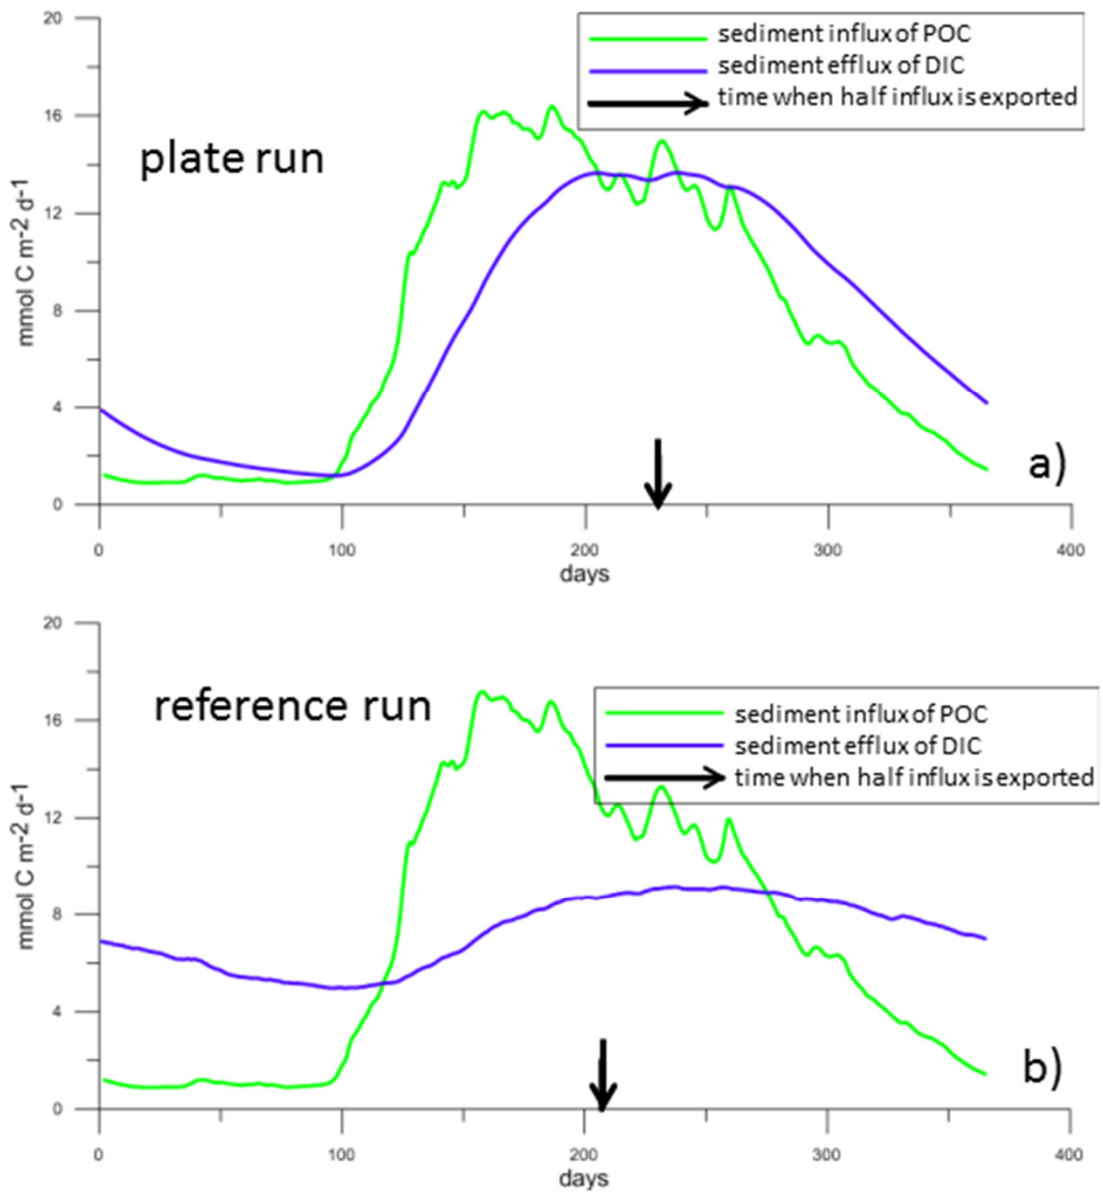 20
16
12
8
4
0
mmol C m-2 d-1
sediment influx of POC
sediment efflux of DIC
time when half influx is exported
plate run
a)
0 100 200 300 400
days
20
16
12
8
4
0
mmol C m-2 d-1
reference run
sediment influx of POC
sediment efflux of DIC
time when half influx is exported
b)
0 100 200 300 400
days